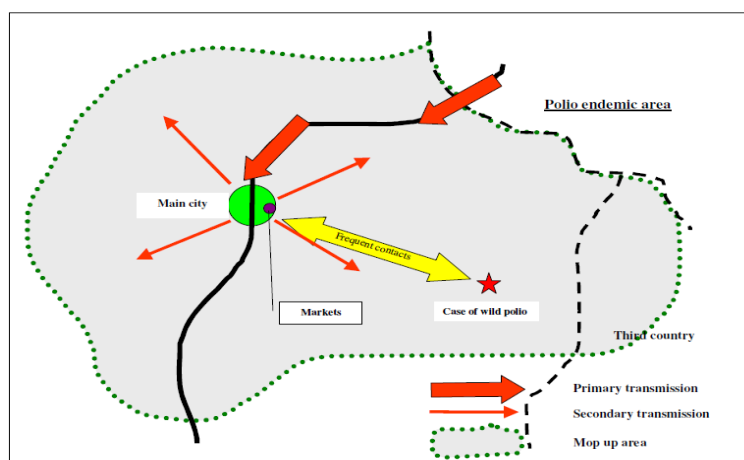 Polio endemic area
Main city
Frequent contacts
Markets
Case of wild polio
Third country
Primary transmission
Secondary transmission
Mop up area